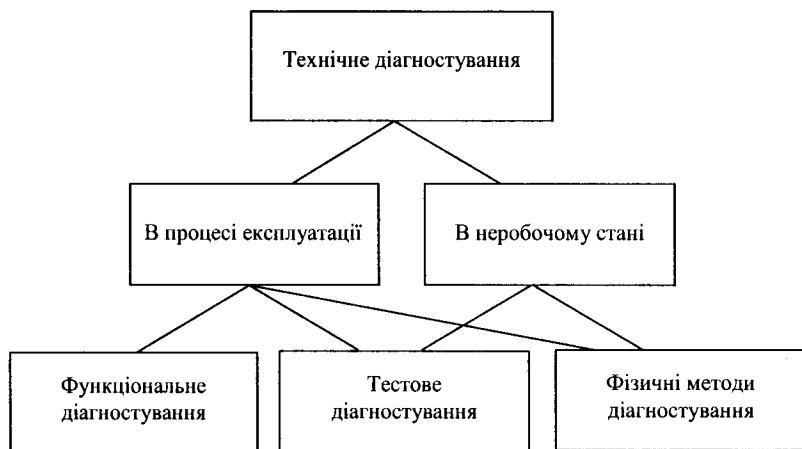 Технічне діагностування
В процесі експлуатації
В неробочому стані
Функціональне
діагностування
Тестове
діагностування
Фізичні методи
діагностування